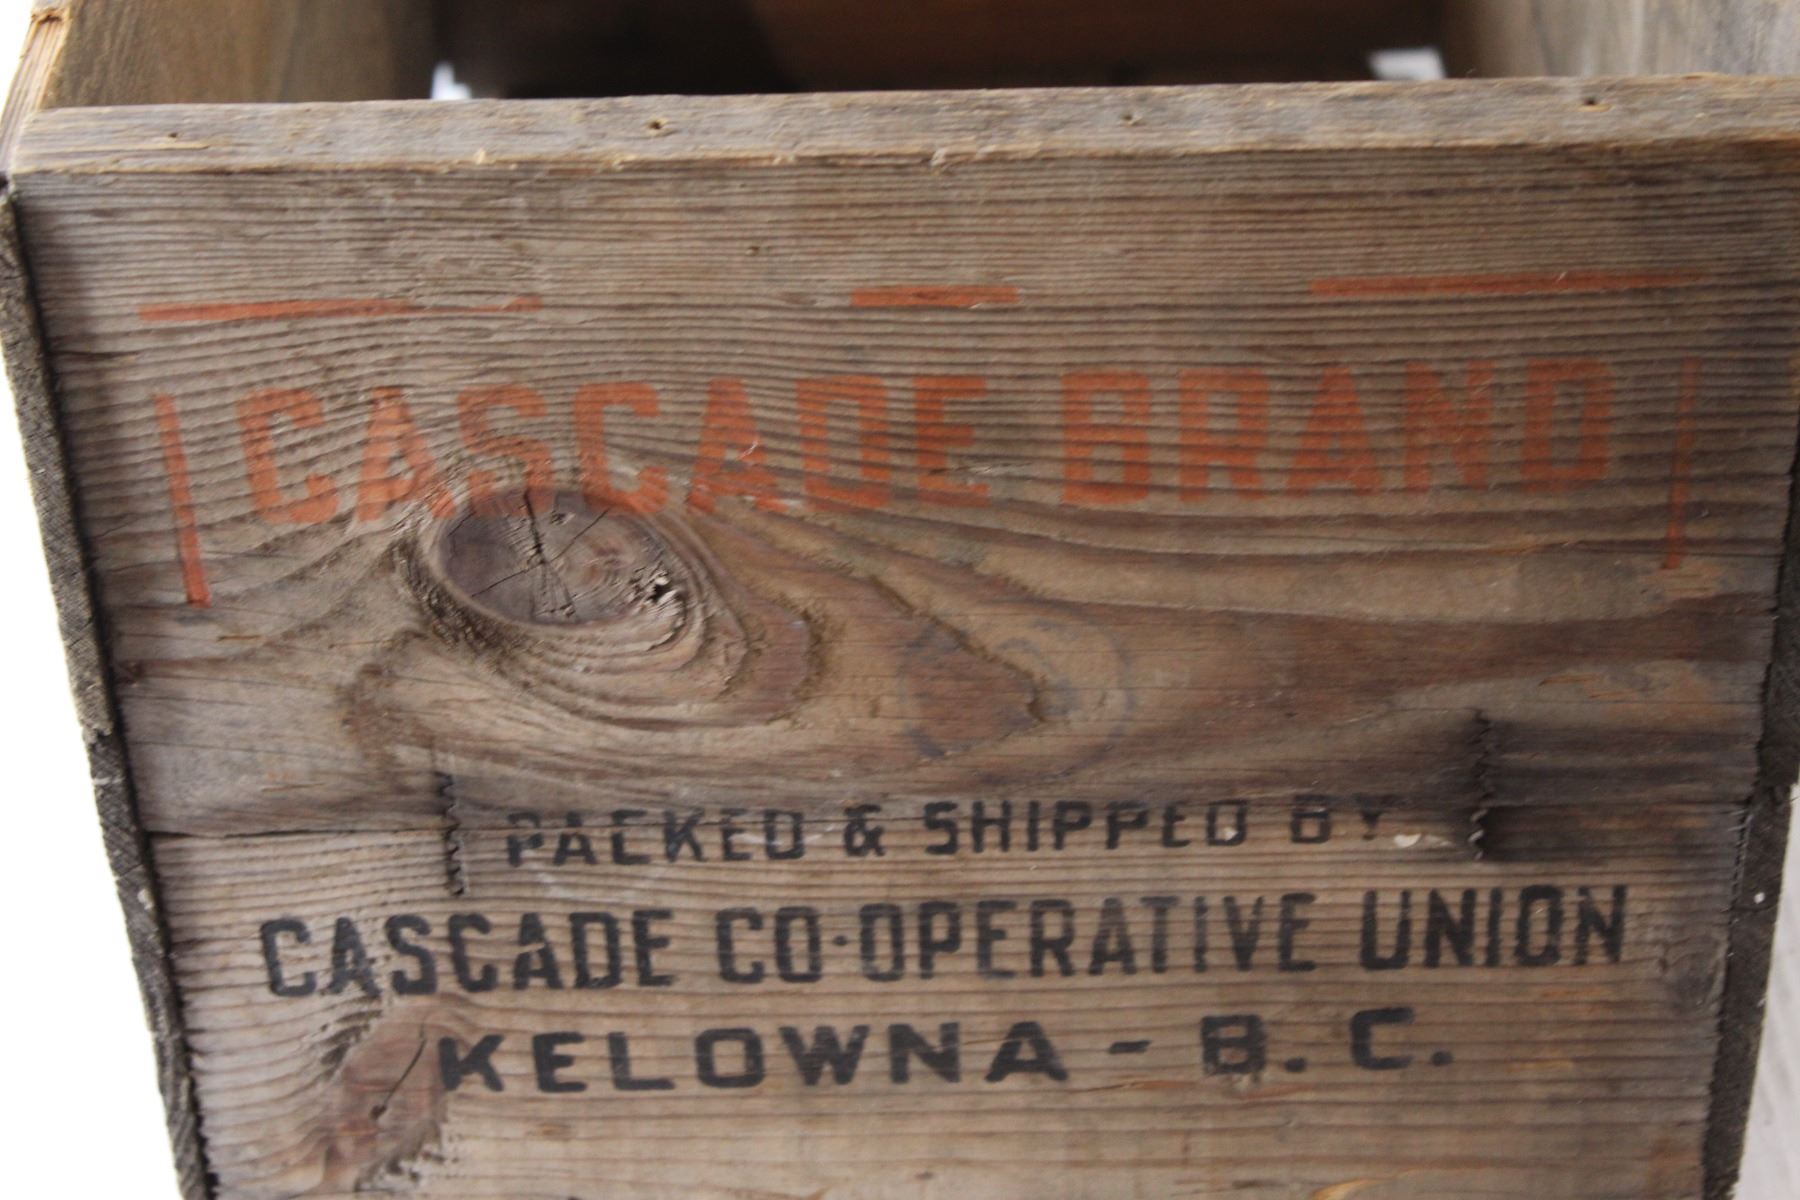 CASCADE BRAND
PACKED & SHIPPED BY
CASCADE CO-OPERATIVE UNION
KELOWNA - B. C.